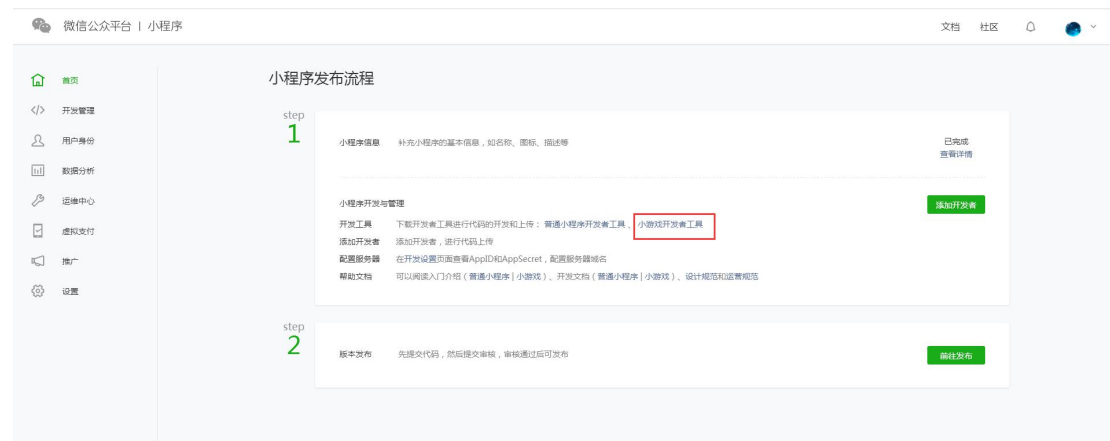 微信公众平台 | 小程序
文档 社区
首页
开发管理
用户身份
数据分析
运维中心
虚拟支付
推广
设置
小程序发布流程
step
1
小程序信息 补充小程序的基本信息，如名称、图标、描述等
已完成
查看详情
小程序开发与管理
添加开发者
开发工具 下载开发者工具进行代码的开发和上传：普通小程序开发者工具、小游戏开发者工具
添加开发者 添加开发者，进行代码上传
配置服务器 在开发设置页面查看AppID和AppSecret，配置服务器域名
帮助文档 可以阅读入门介绍（普通小程序 | 小游戏）、开发文档（普通小程序 | 小游戏）、设计规范和运营规范
step
2
版本发布 先提交代码，然后提交审核，审核通过后可发布
前往发布